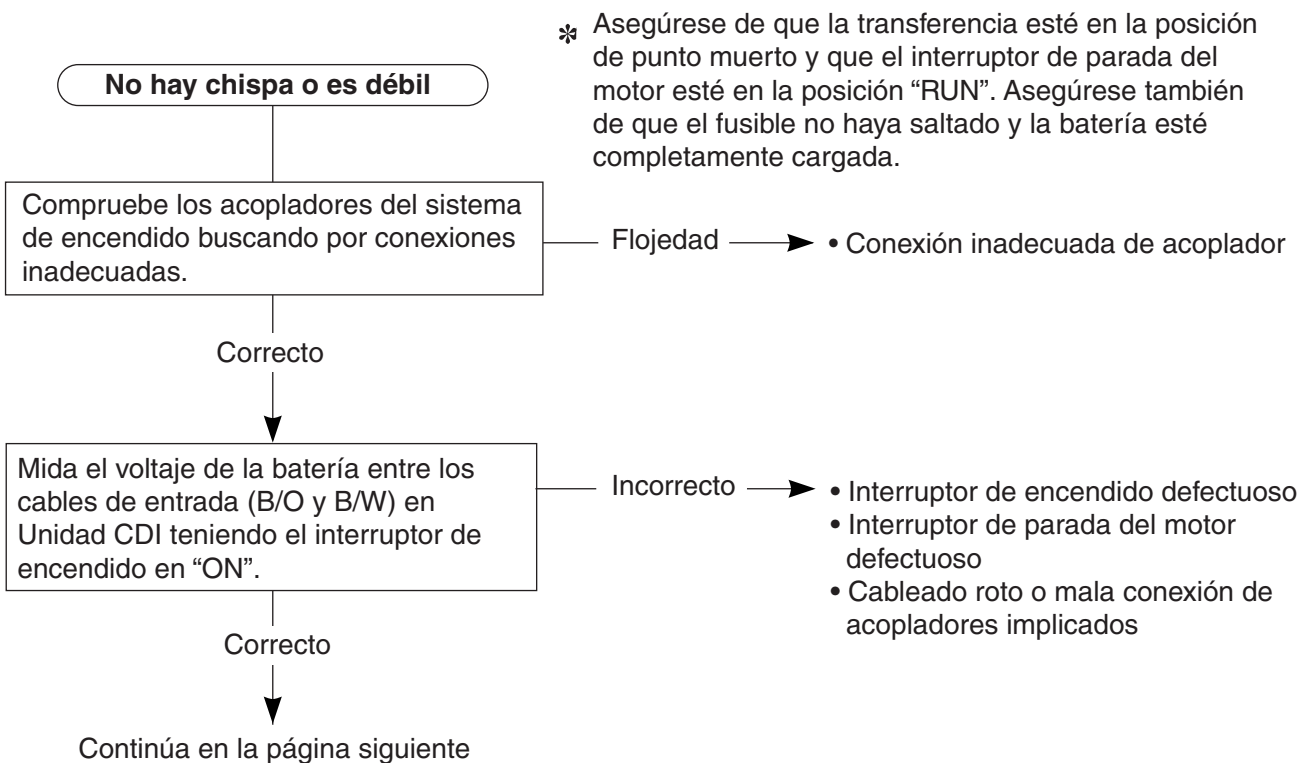 ✽ Asegúrese de que la transferencia esté en la posición
de punto muerto y que el interruptor de parada del
motor esté en la posición “RUN”. Asegúrese también
de que el fusible no haya saltado y la batería esté
completamente cargada.
No hay chispa o es débil
Compruebe los acopladores del sistema
de encendido buscando por conexiones
inadecuadas.
Flojedad
• Conexión inadecuada de acoplador
Correcto
Mida el voltaje de la batería entre los
cables de entrada (B/O y B/W) en
Unidad CDI teniendo el interruptor de
encendido en “ON”.
Incorrecto
• Interruptor de encendido defectuoso
• Interruptor de parada del motor
defectuoso
• Cableado roto o mala conexión de
acopladores implicados
Correcto
Continúa en la página siguiente